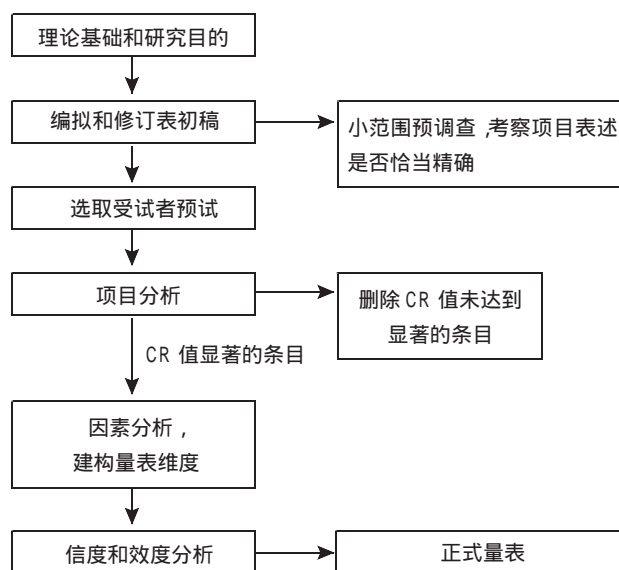 理论基础和研究目的
编拟和修订表初稿
小范围预调查,考察项目表述
是否恰当精确
选取受试者预试
项目分析
删除 CR 值未达到
显著的条目
CR 值显著的条目
因素分析,
建构量表维度
信度和效度分析
正式量表